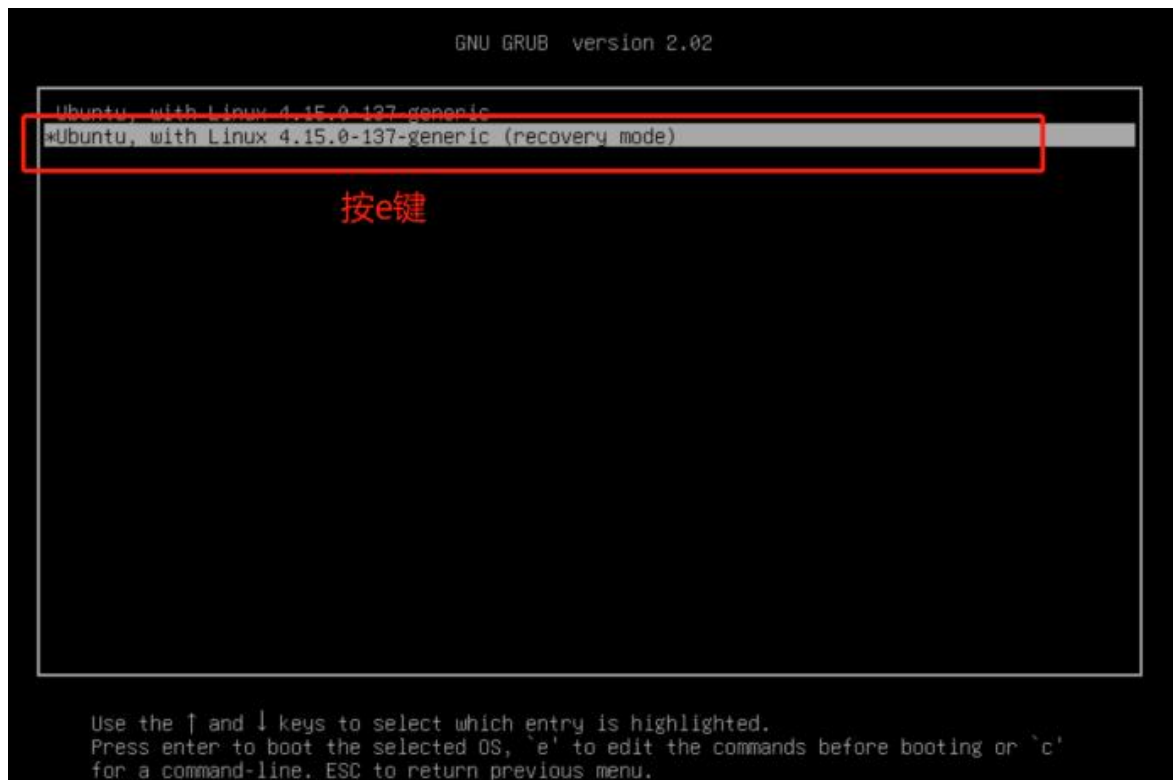 GNU GRUB  version 2.02
Ubuntu, with Linux 4.15.0-137-generic
*Ubuntu, with Linux 4.15.0-137-generic (recovery mode)
按e键
Use the ↑ and ↓ keys to select which entry is highlighted.
Press enter to boot the selected OS, `e' to edit the commands before booting or `c'
for a command-line. ESC to return previous menu.